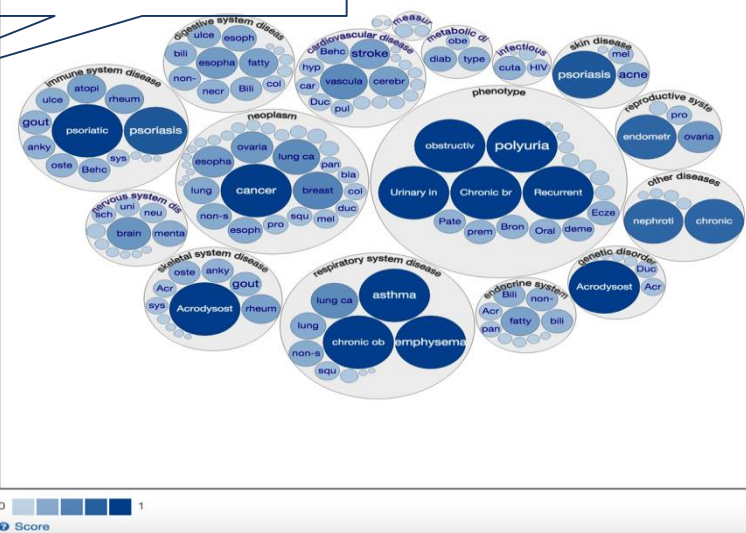 digestive system diseas
ulce
esoph
bili
esopha
fatty
non-
necr
Bili
col
cardiovascular disease
Behc
stroke
hyp
car
vascula
cerebr
Duc
pul
measur
metabolic di
obe
diab
type
infectious
cuta
HIV
skin disease
mel
psoriasis
acne
immune system disease
atopi
ulce
rheum
gout
psoriatic
psoriasis
anky
sys
oste
Behc
neoplasm
ovaria
esopha
lung ca
pan
bla
lung
cancer
breast
col
duc
non-s
mel
squ
pro
esoph
phenotype
obstructiv
polyuria
Urinary in
Chronic br
Recurrent
Ecze
Pate
prem
Bron
Oral
deme
reproductive syste
pro
endometr
ovaria
other diseases
nephroti
chronic
nervous system dis
uni
sch
neu
brain
menta
skeletal system disease
oste
anky
Acr
gout
sys
Acrodysost
rheum
respiratory system disease
lung ca
asthma
lung
chronic ob
emphysema
non-s
squ
endocrine system
Bili
non-
Acr
fatty
bili
pan
genetic disorder
Duc
Acrodysost
Acr
0
1
Score